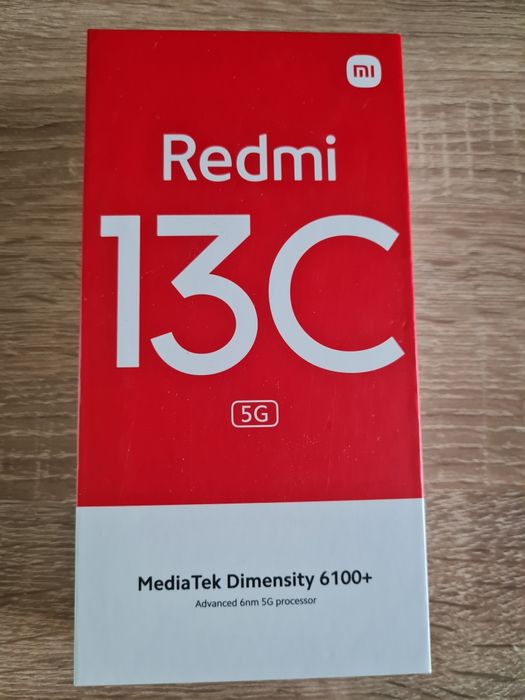 mi
Redmi
13C
5G
MediaTek Dimensity 6100+
Advanced 6nm 5G processor